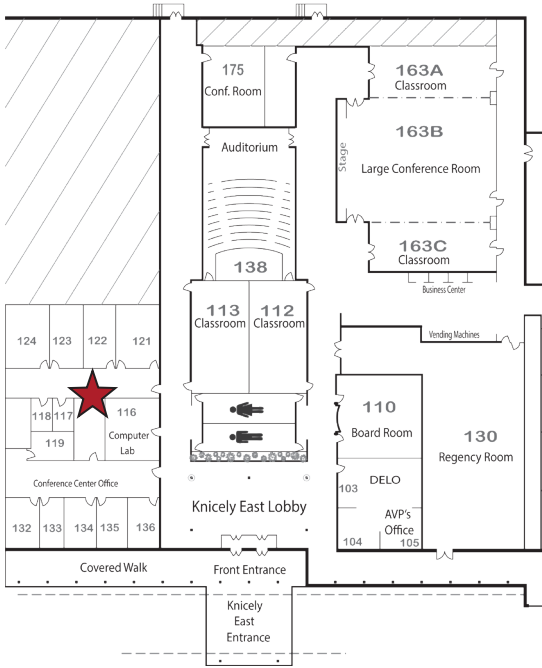 175
Conf. Room
163A
Classroom
Auditorium
163B
Stage
Large Conference Room
138
163C
Classroom
Business Center
113
Classroom
112
Classroom
Vending Machines
124
123
122
121
118
117
116
119
Computer
Lab
110
Board Room
130
Regency Room
Conference Center Office
103
DELO
AVP's
Office
104
105
Knicely East Lobby
132
133
134
135
136
Covered Walk
Front Entrance
Knicely
East
Entrance